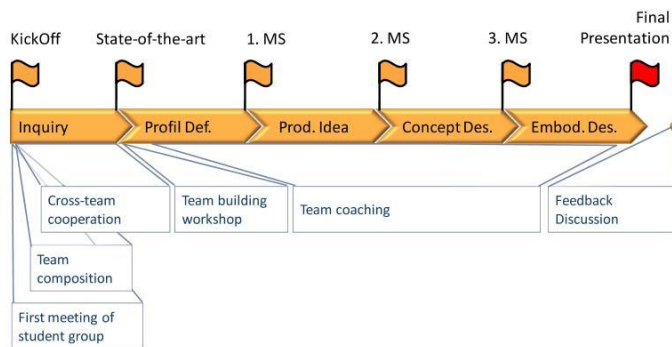 KickOff
State-of-the-art
1. MS
2. MS
3. MS
Final
Presentation
Inquiry
Profil Def.
Prod. Idea
Concept Des.
Embod. Des.
Cross-team
cooperation
Team building
workshop
Team coaching
Feedback
Discussion
Team
composition
First meeting of
student group